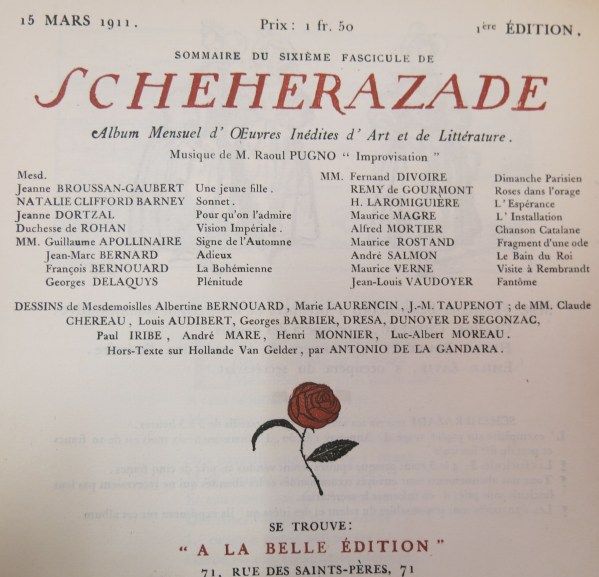 15 MARS 1911. Prix: 1 fr. 50 1ère ÉDITION.
SOMMAIRE DU SIXIÈME FASCICULE DE
SCHEHERAZADE
Album Mensuel d' Œuvres Inédites d' Art et de Littérature.
Musique de M. Raoul PUGNO " Improvisation "
Mesd.
Jeanne BROUSSAN-GAUBERT Une jeune fille.
NATALIE CLIFFORD BARNEY Sonnet.
Jeanne DORTZAL Pour qu'on l'admire
Duchesse de ROHAN Vision Impériale.
MM. Guillaume APOLLINAIRE Signe de l'Automne
Jean-Marc BERNARD Adieux
François BERNOUARD La Bohémienne
Georges DELAQUYS Plénitude
MM. Fernand DIVOIRE Dimanche Parisien
REMY de GOURMONT Roses dans l'orage
H. LAROMIGUIÈRE L' Espérance
Maurice MAGRE L' Installation
Alfred MORTIER Chanson Catalane
Maurice ROSTAND Fragment d'une ode
André SALMON Le Bain du Roi
Maurice VERNE Visite à Rembrandt
Jean-Louis VAUDOYER Fantôme
DESSINS de Mesdemoislles Albertine BERNOUARD, Marie LAURENCIN, J.-M. TAUPENOT; de MM. Claude
CHEREAU, Louis AUDIBERT, Georges BARBIER, DRESA, DUNOYER DE SEGONZAC,
Paul IRIBE, André MARE, Henri MONNIER, Luc-Albert MOREAU.
Hors-Texte sur Hollande Van Gelder, par ANTONIO DE LA GANDARA.
SE TROUVE:
" A LA BELLE ÉDITION "
71, RUE DES SAINTS-PÈRES, 71